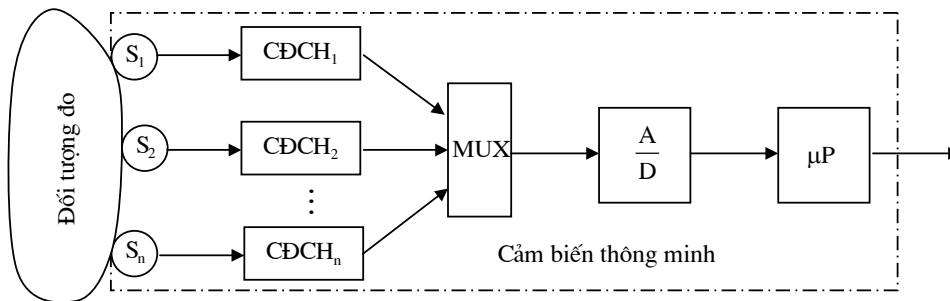 Đối tượng đo
S₁
CĐCH₁
S₂
CĐCH₂
⋮
Sₙ
CĐCHₙ
MUX
A
D
μP
Cảm biến thông minh